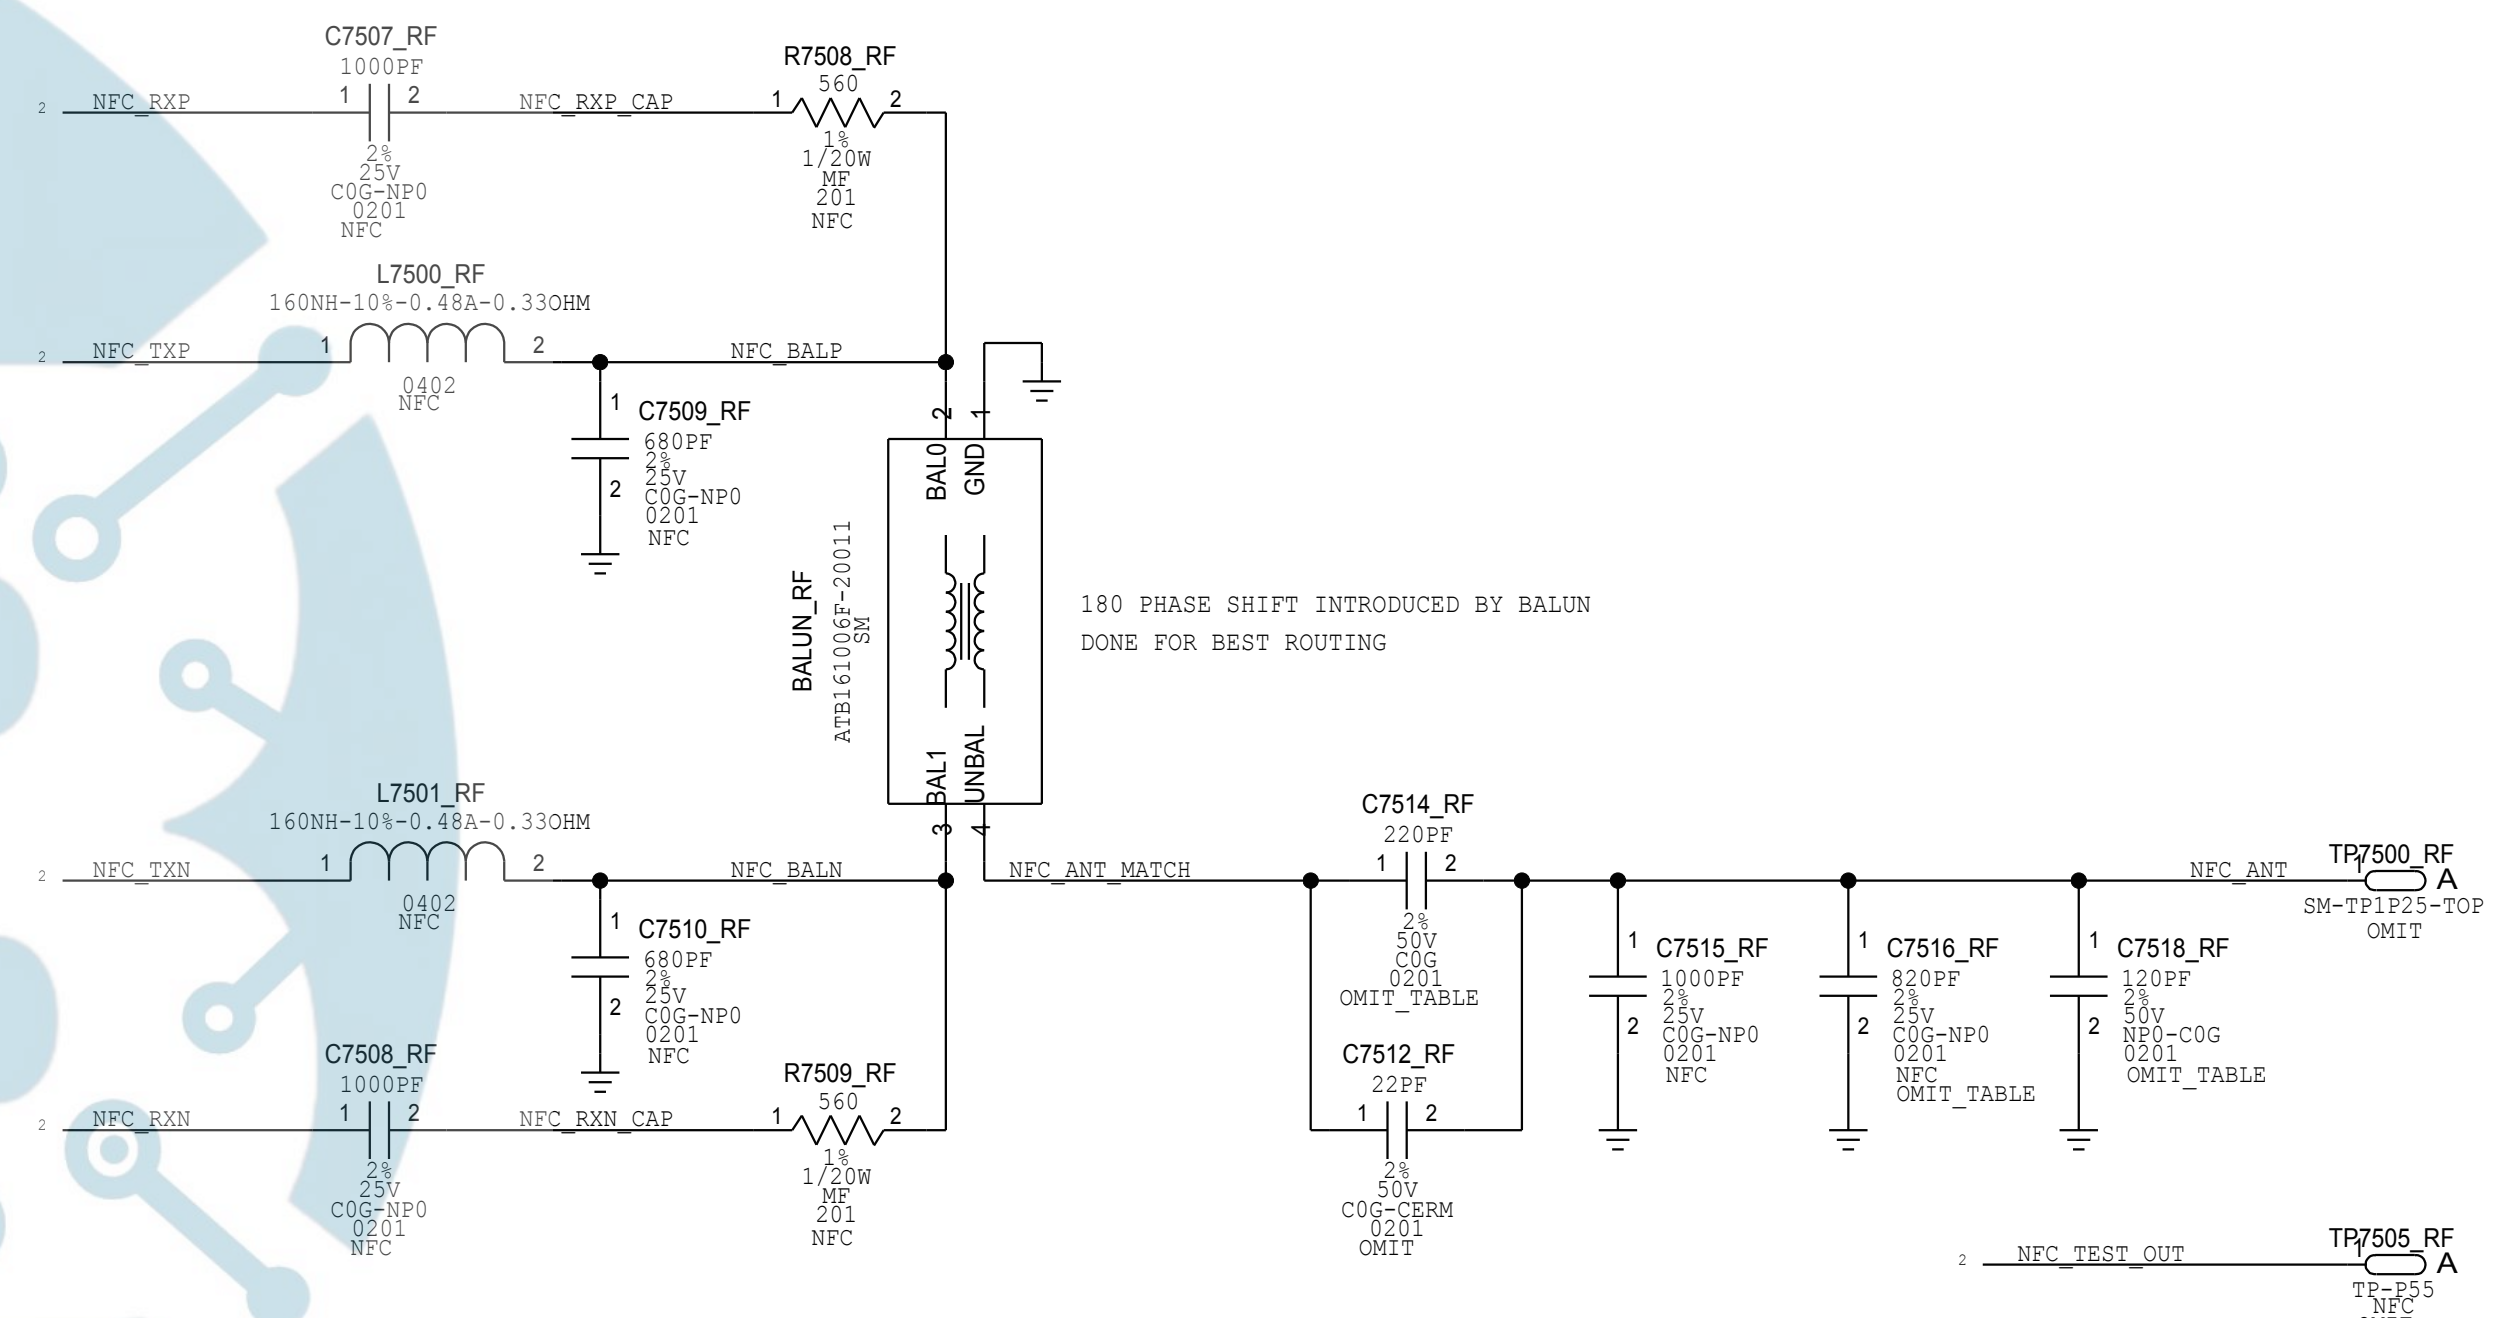 C7507_RF
1000PF
1 2
2 NFC_RXP
NFC_RXP_CAP
2%
25V
C0G-NP0
0201
NFC
R7508_RF
560
1 2
1%
1/20W
MF
201
NFC
L7500_RF
160NH-10%-0.48A-0.33OHM
2 NFC_TXP
1 2
0402
NFC
NFC_BALP
1
C7509_RF
680PF
2%
25V
2
C0G-NP0
0201
NFC
2 1
BAL0 GND
BALUN_RF
ATB161006F-20011
SM
BAL1 UNBAL
3 4
180 PHASE SHIFT INTRODUCED BY BALUN
DONE FOR BEST ROUTING
L7501_RF
160NH-10%-0.48A-0.33OHM
2 NFC_TXN
1 2
0402
NFC
NFC_BALN
1
C7510_RF
680PF
2%
25V
2
C0G-NP0
0201
NFC
C7508_RF
1000PF
1 2
2 NFC_RXN
NFC_RXN_CAP
2%
25V
C0G-NP0
0201
NFC
R7509_RF
560
1 2
1%
1/20W
MF
201
NFC
NFC_ANT_MATCH
C7514_RF
220PF
1 2
2%
50V
C0G
0201
OMIT_TABLE
C7512_RF
22PF
1 2
2%
50V
C0G-CERM
0201
OMIT
1
C7515_RF
1000PF
2%
25V
2
C0G-NP0
0201
NFC
1
C7516_RF
820PF
2%
25V
2
C0G-NP0
0201
NFC
OMIT_TABLE
1
C7518_RF
120PF
2%
50V
2
NP0-C0G
0201
OMIT_TABLE
NFC_ANT
TP7500_RF
1
A
SM-TP1P25-TOP
OMIT
2 NFC_TEST_OUT
TP7505_RF
1
A
TP-P55
NFC